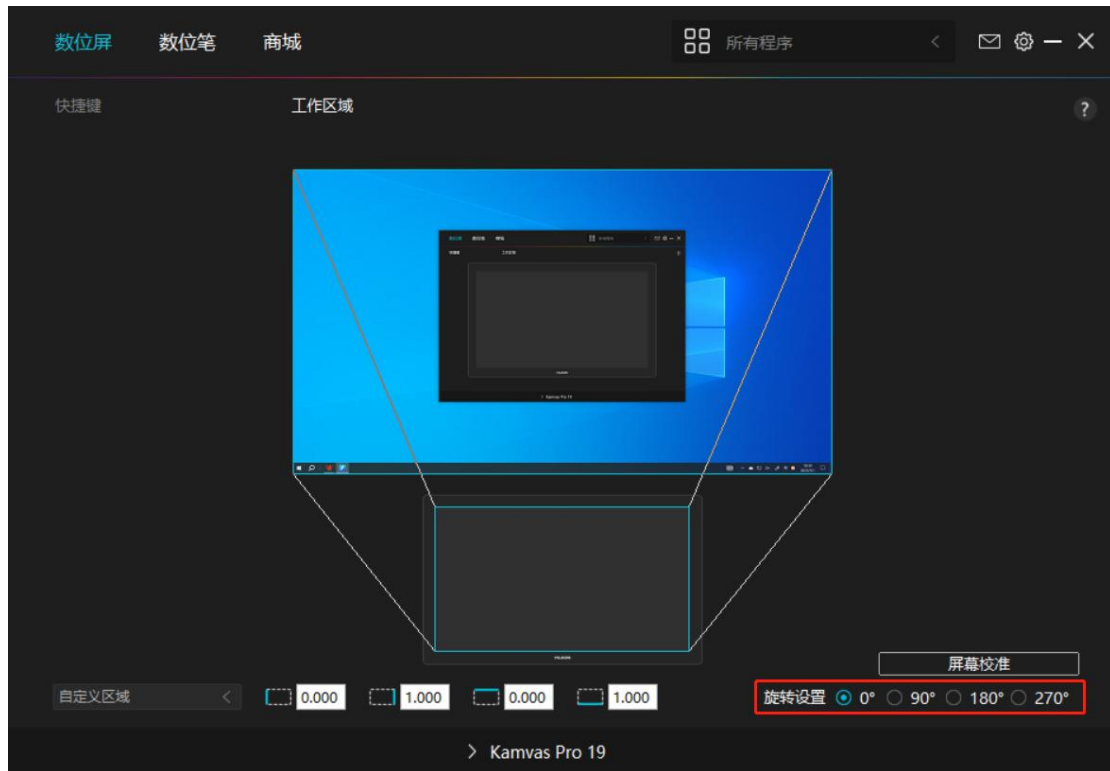 数位屏 数位笔 商城 所有程序
快捷键 工作区域 ?
屏幕校准
自定义区域 0.000 1.000 0.000 1.000 旋转设置 0° 90° 180° 270°
Kamvas Pro 19